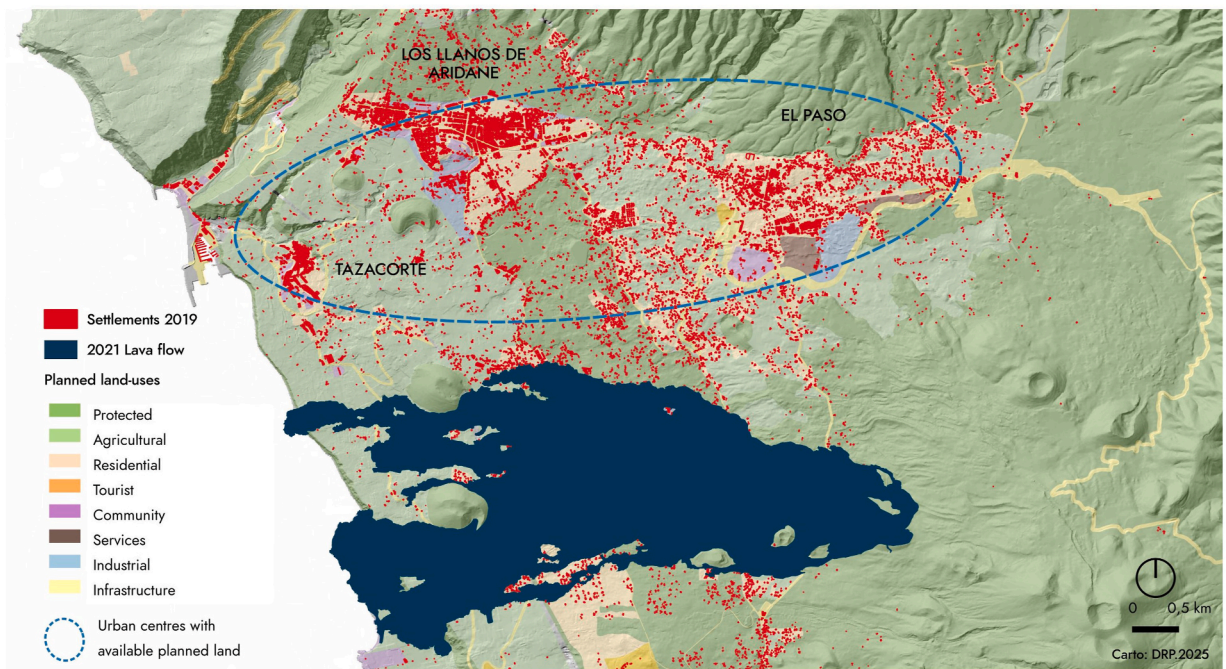 LOS LLANOS DE
ARIDANE
EL PASO
TAZACORTE
Settlements 2019
2021 Lava flow
Planned land-uses
Protected
Agricultural
Residential
Tourist
Community
Services
Industrial
Infrastructure
Urban centres with
available planned land
0 0,5 km
Carto: DRP.2025